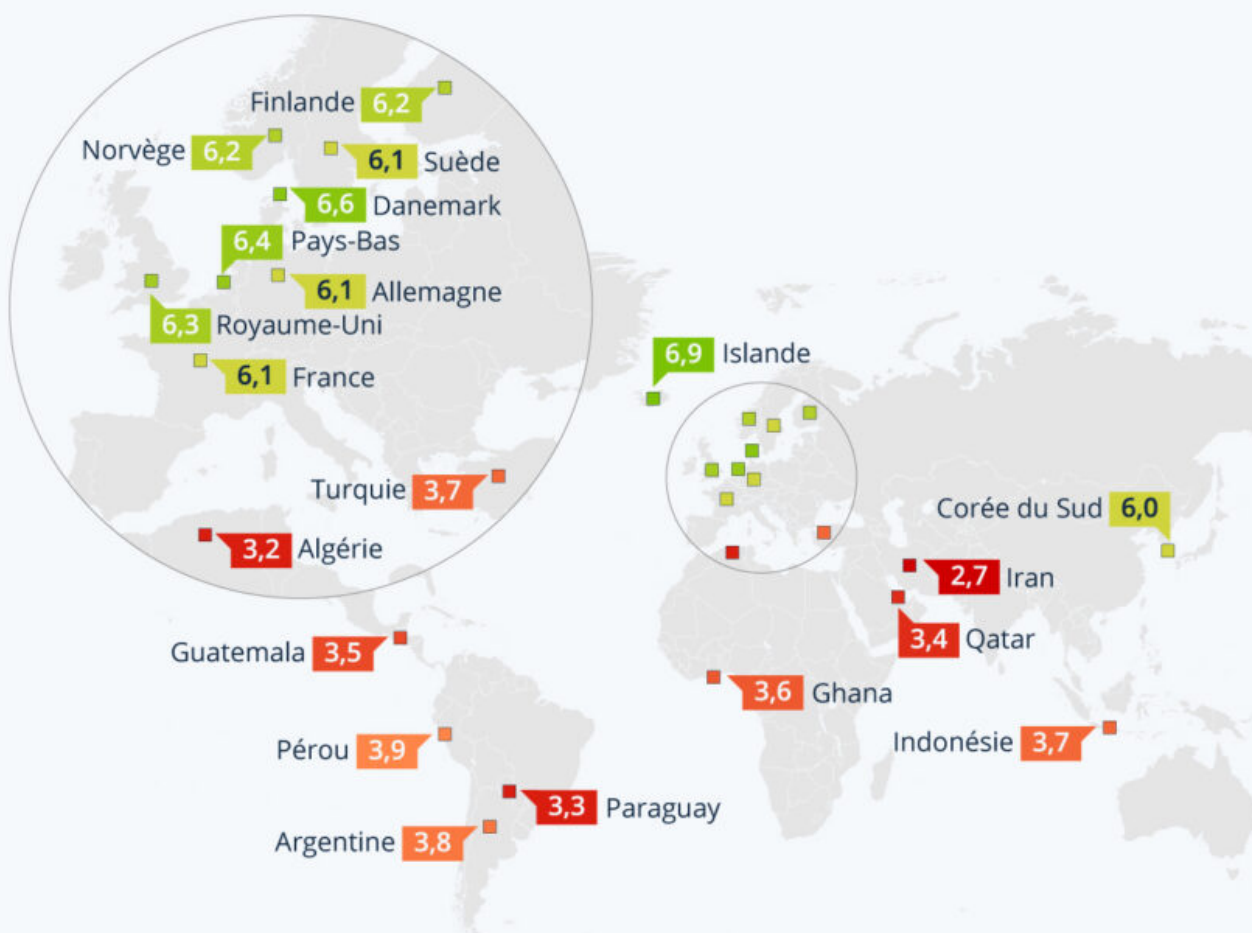 Finlande 6,2
Norvège 6,2
6,1 Suède
6,6 Danemark
6,4 Pays-Bas
6,1 Allemagne
6,3 Royaume-Uni
6,1 France
6,9 Islande
Turquie 3,7
Corée du Sud 6,0
3,2 Algérie
2,7 Iran
3,4 Qatar
Guatemala 3,5
3,6 Ghana
Indonésie 3,7
Pérou 3,9
3,3 Paraguay
Argentine 3,8